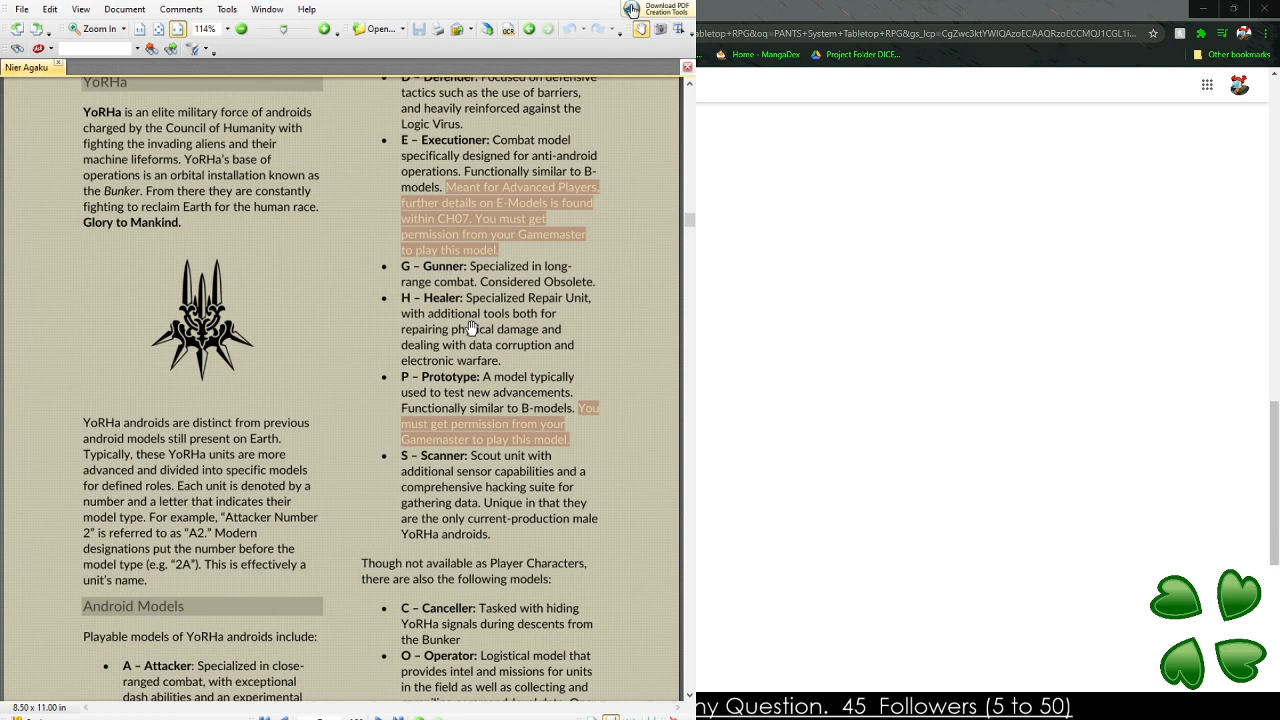 File
Edit
View
Document
Comments
Tools
Window
Help
Download PDF
Creation Tools
Zoom In
114%
Open...
OCR
Nier Agaku
YoRHa
YoRHa is an elite military force of androids
charged by the Council of Humanity with
fighting the invading aliens and their
machine lifeforms. YoRHa's base of
operations is an orbital installation known as
the Bunker. From there they are constantly
fighting to reclaim Earth for the human race.
Glory to Mankind.
YoRHa androids are distinct from previous
android models still present on Earth.
Typically, these YoRHa units are more
advanced and divided into specific models
for defined roles. Each unit is denoted by a
number and a letter that indicates their
model type. For example, “Attacker Number
2” is referred to as “A2.” Modern
designations put the number before the
model type (e.g. “2A”). This is effectively a
unit's name.
Android Models
Playable models of YoRHa androids include:
• A – Attacker: Specialized in close-
ranged combat, with exceptional
dash abilities and an experimental
D – Defender: Focused on defensive
tactics such as the use of barriers,
and heavily reinforced against the
Logic Virus.
• E – Executioner: Combat model
specifically designed for anti-android
operations. Functionally similar to B-
models. Meant for Advanced Players,
further details on E-Models is found
within CH07. You must get
permission from your Gamemaster
to play this model.
• G – Gunner: Specialized in long-
range combat. Considered Obsolete.
• H – Healer: Specialized Repair Unit,
with additional tools both for
repairing physical damage and
dealing with data corruption and
electronic warfare.
• P – Prototype: A model typically
used to test new advancements.
Functionally similar to B-models. You
must get permission from your
Gamemaster to play this model.
• S – Scanner: Scout unit with
additional sensor capabilities and a
comprehensive hacking suite for
gathering data. Unique in that they
are the only current-production male
YoRHa androids.
Though not available as Player Characters,
there are also the following models:
• C – Canceller: Tasked with hiding
YoRHa signals during descents from
the Bunker
• O – Operator: Logistical model that
provides intel and missions for units
in the field as well as collecting and
8.50 x 11.00 in
Home - MangaDex
Project Folder DICE...
Other bookmarks
ny Question. 45 Followers (5 to 50)